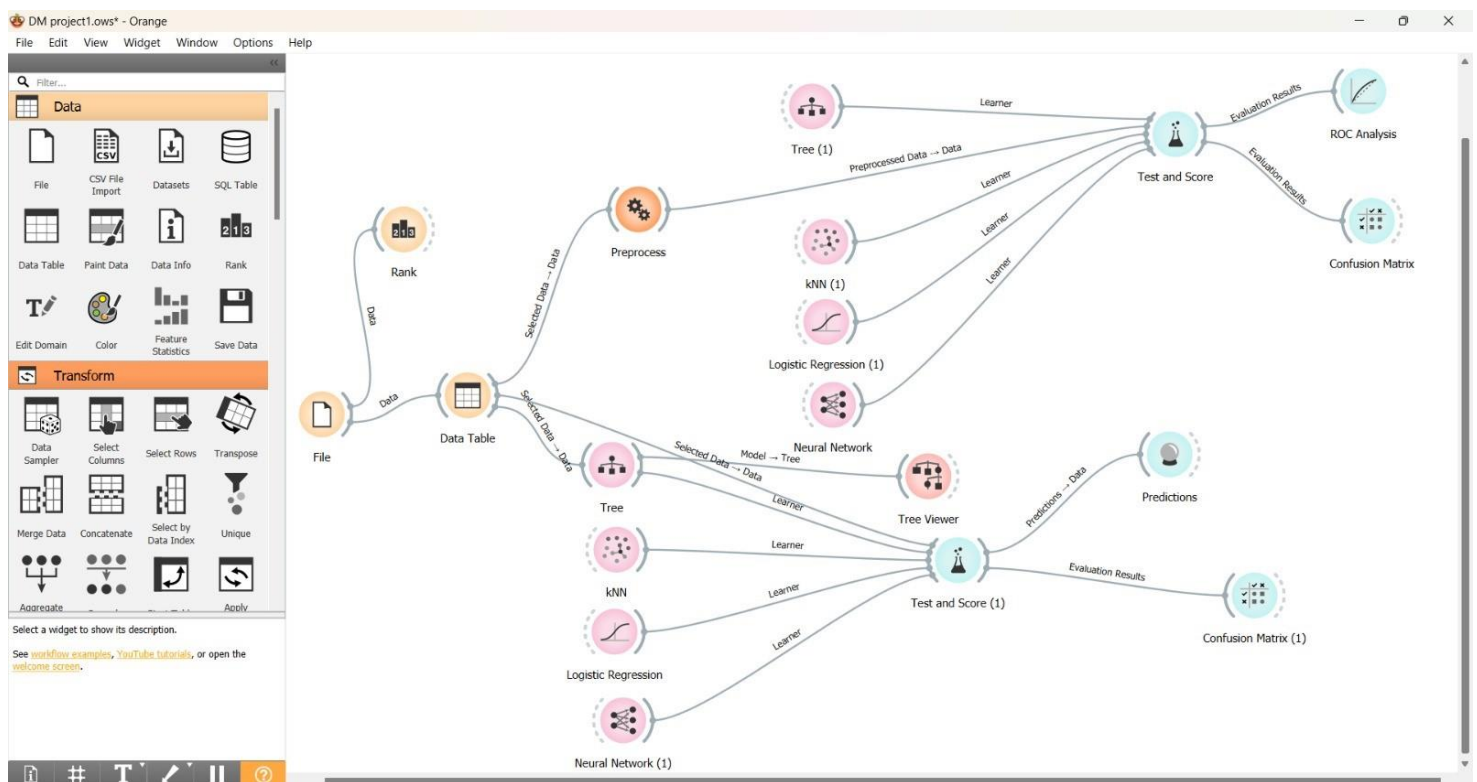 DM project1.ows* - Orange
File Edit View Widget Window Options Help
Filter...
Data
File
CSV File Import
Datasets
SQL Table
Data Table
Paint Data
Data Info
Rank
Edit Domain
Color
Feature Statistics
Save Data
Transform
Data Sampler
Select Columns
Select Rows
Transpose
Merge Data
Concatenate
Select by Data Index
Unique
Aggregate
Apply
Select a widget to show its description.
See workflow examples, YouTube tutorials, or open the
welcome screen.
File
Data
Rank
Data
Data Table
Selected Data → Data
Preprocess
Preprocessed Data → Data
Tree (1)
Learner
kNN (1)
Learner
Logistic Regression (1)
Learner
Neural Network
Learner
Test and Score
Evaluation Results
ROC Analysis
Evaluation Results
Confusion Matrix
Selected Data → Data
Selected Data → Data
Tree
Model → Tree
Tree Viewer
Learner
kNN
Learner
Logistic Regression
Learner
Neural Network (1)
Learner
Test and Score (1)
Predictions → Data
Predictions
Evaluation Results
Confusion Matrix (1)